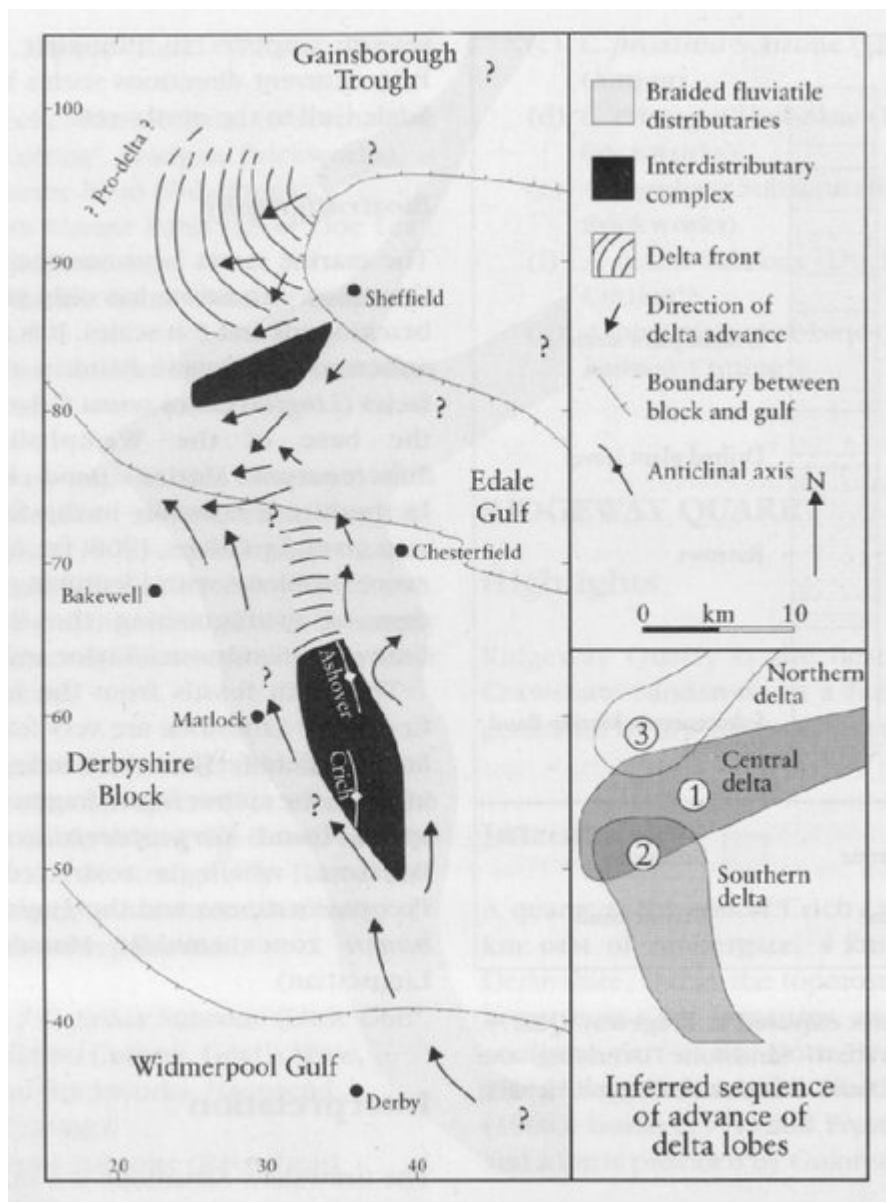 Gainsborough
Trough
?
100
? Pro-delta ?
?
90
Sheffield
?
80
?
Edale
Gulf
?
Chesterfield
70
Bakewell
Ashover
?
60
Matlock
Derbyshire
Block
Crich
?
50
40
Widmerpool Gulf
Derby
?
20
30
40
Braided fluviatile
distributaries
Interdistributary
complex
Delta front
Direction of
delta advance
Boundary between
block and gulf
Anticlinal axis
N
0 km 10
Northern
delta
3
Central
delta
1
2
Southern
delta
Inferred sequence
of advance of
delta lobes